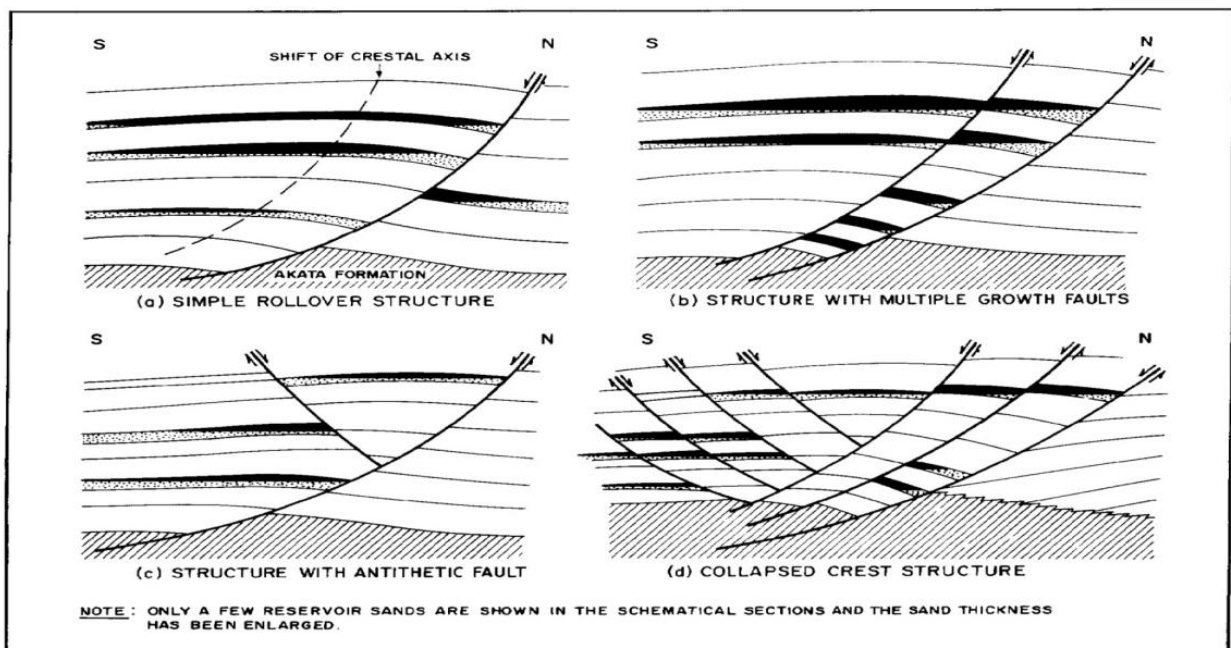 S
N
SHIFT OF CRESTAL AXIS
AKATA FORMATION
(a) SIMPLE ROLLOVER STRUCTURE
S
N
(b) STRUCTURE WITH MULTIPLE GROWTH FAULTS
S
N
(c) STRUCTURE WITH ANTITHETIC FAULT
S
N
(d) COLLAPSED CREST STRUCTURE
NOTE: ONLY A FEW RESERVOIR SANDS ARE SHOWN IN THE SCHEMATICAL SECTIONS AND THE SAND THICKNESS
HAS BEEN ENLARGED.